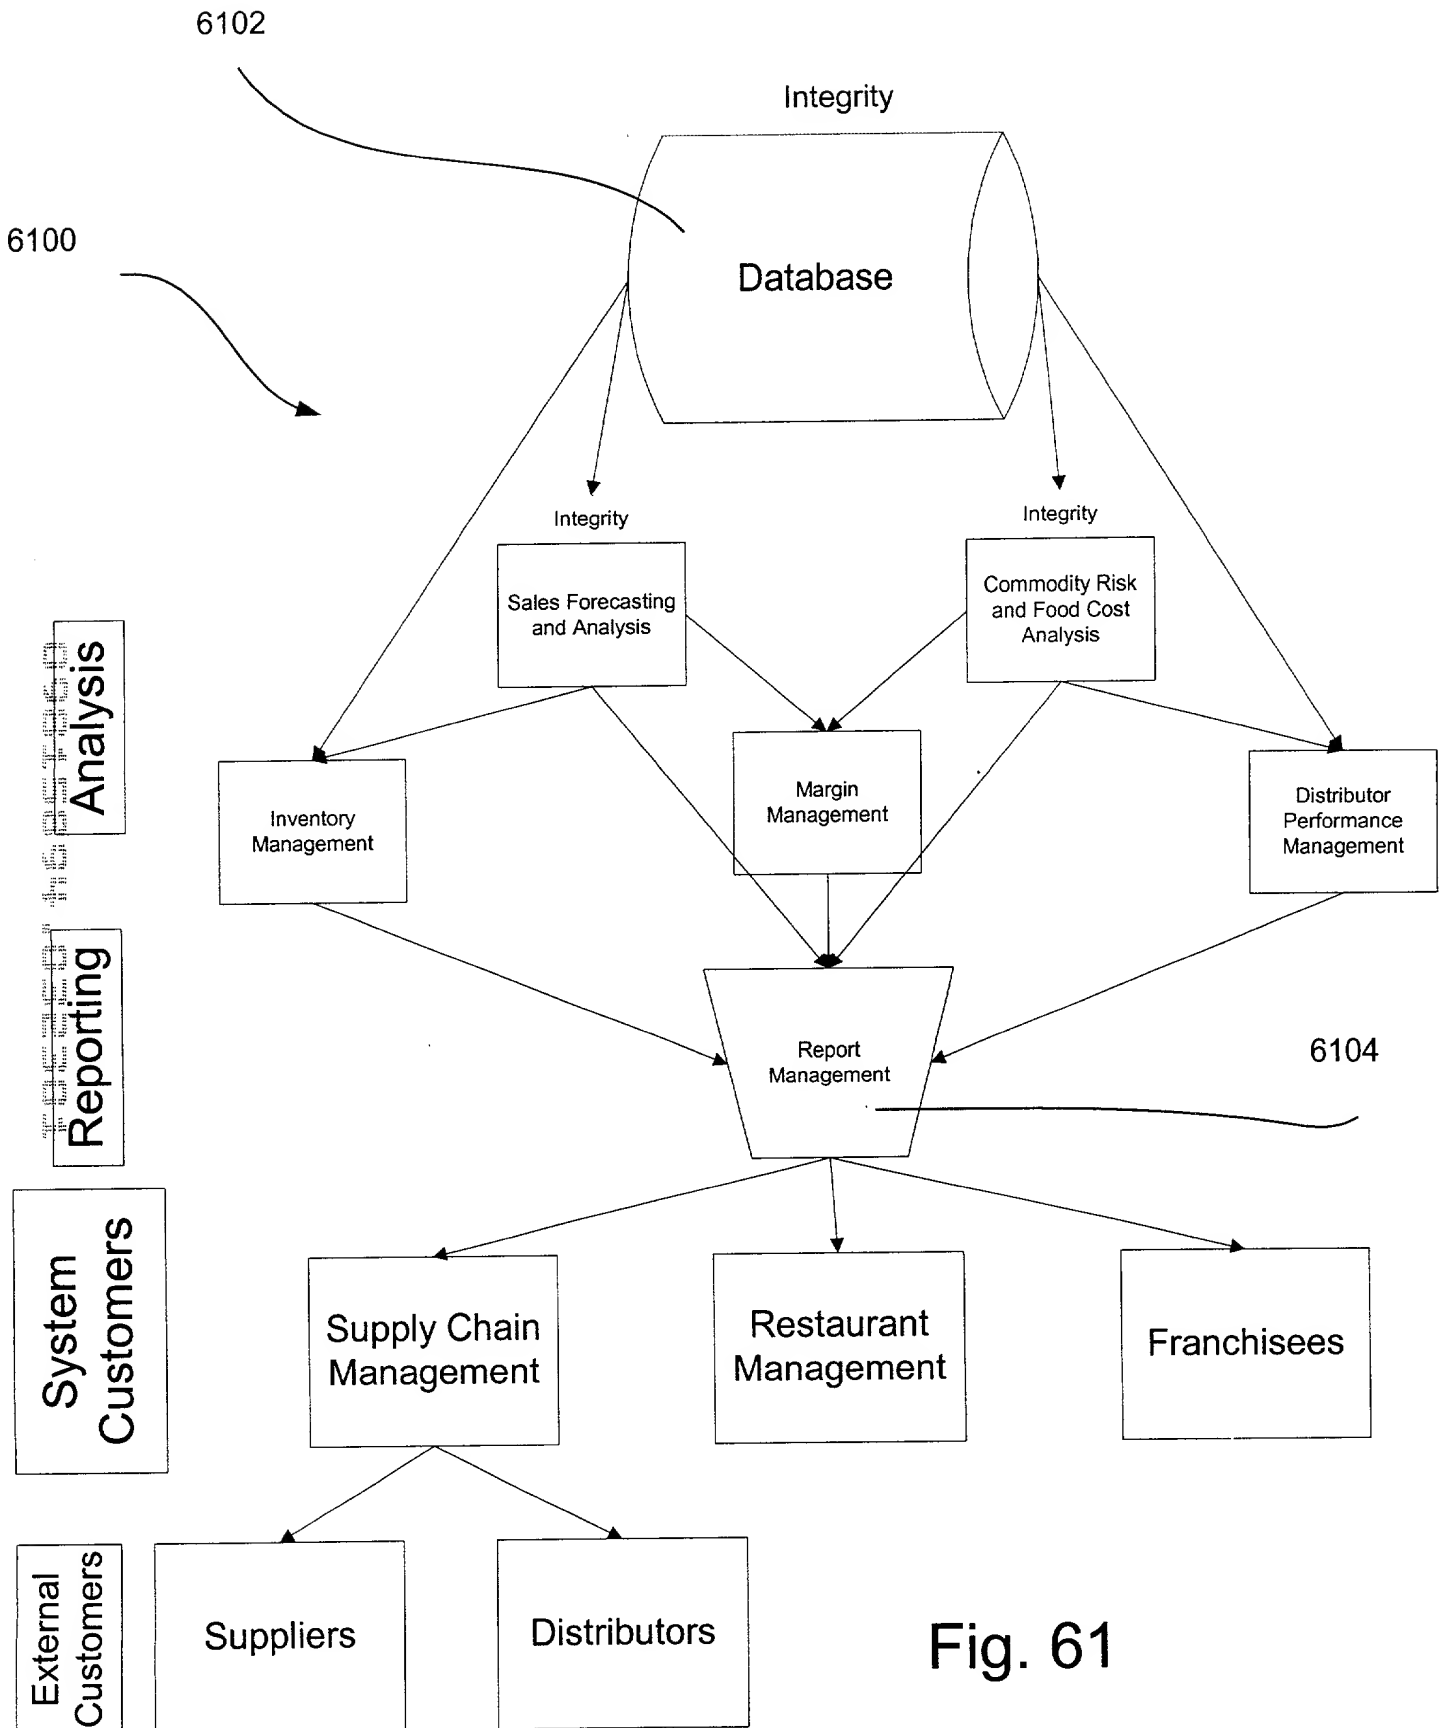 6102
Integrity
6100
Database
Integrity
Integrity
Sales Forecasting
and Analysis
Commodity Risk
and Food Cost
Analysis
Analysis
Inventory
Management
Margin
Management
Distributor
Performance
Management
Reporting
Report
Management
6104
System
Customers
Supply Chain
Management
Restaurant
Management
Franchisees
External
Customers
Suppliers
Distributors
Fig. 61